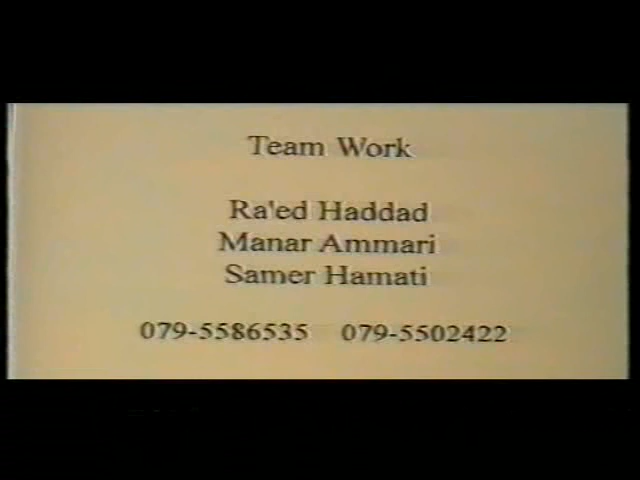 Team Work
Ra'ed Haddad
Manar Ammari
Samer Hamati
079-5586535 079-5502422